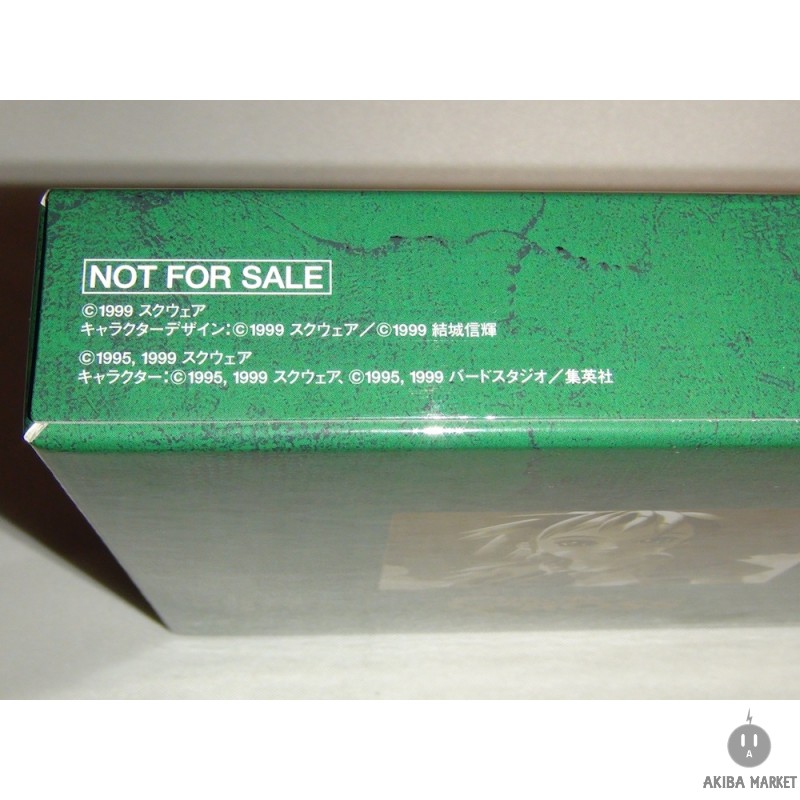 NOT FOR SALE
©1999 スクウェア
キャラクターデザイン:©1999 スクウェア/©1999 結城信輝
©1995, 1999 スクウェア
キャラクター:©1995, 1999 スクウェア、©1995, 1999 バードスタジオ/集英社
A
AKIBA MARKET